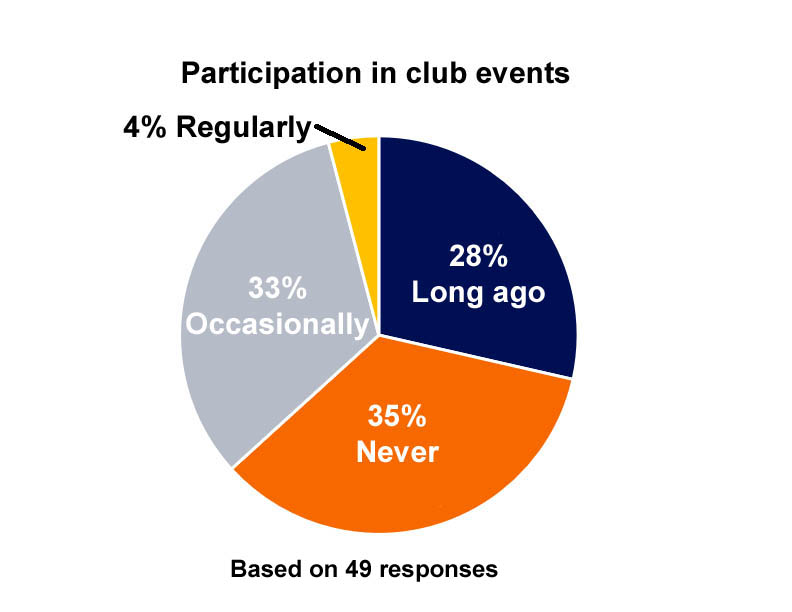 Participation in club events
4% Regularly
28%
Long ago
33%
Occasionally
35%
Never
Based on 49 responses